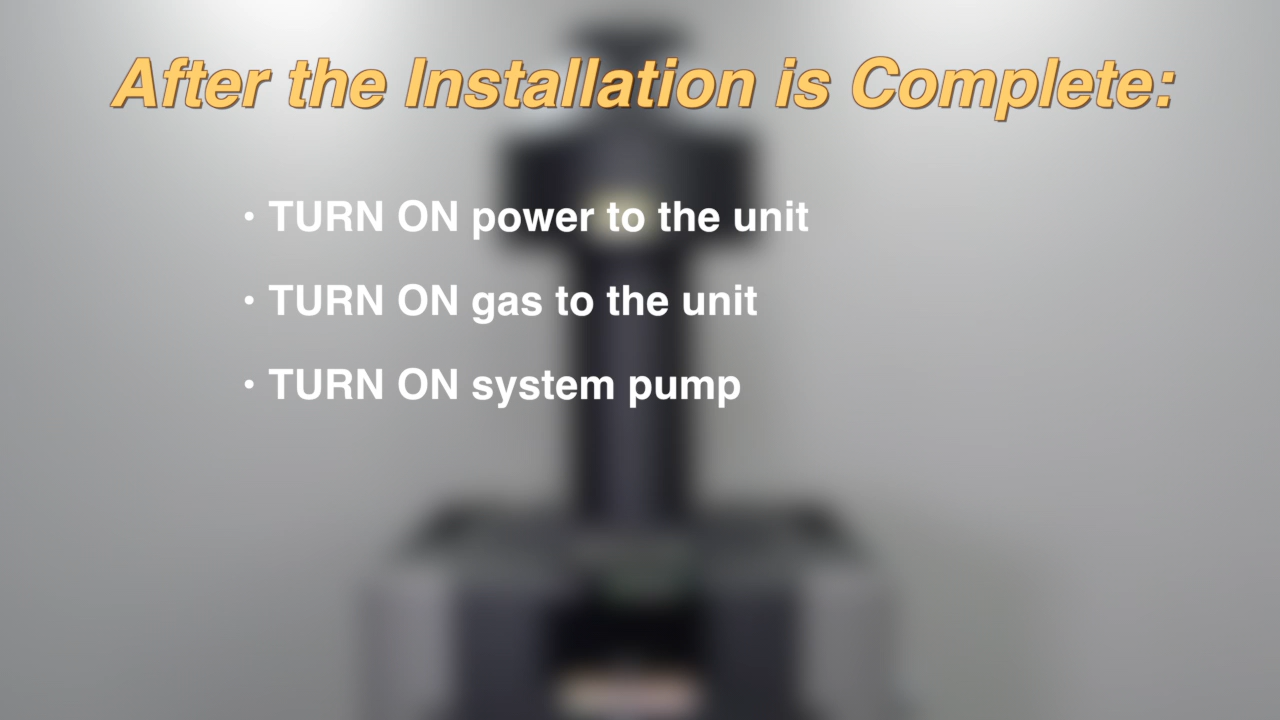 After the Installation is Complete:
• TURN ON power to the unit
• TURN ON gas to the unit
• TURN ON system pump